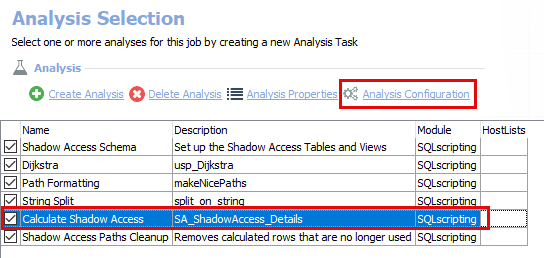 Analysis Selection
Select one or more analyses for this job by creating a new Analysis Task
Analysis
Create Analysis Delete Analysis Analysis Properties Analysis Configuration
Name Description Module HostLists
Shadow Access Schema Set up the Shadow Access Tables and Views SQLscripting
Dijkstra usp_Dijkstra SQLscripting
Path Formatting makeNicePaths SQLscripting
String Split split_on_string SQLscripting
Calculate Shadow Access SA_ShadowAccess_Details SQLscripting
Shadow Access Paths Cleanup Removes calculated rows that are no longer used SQLscripting